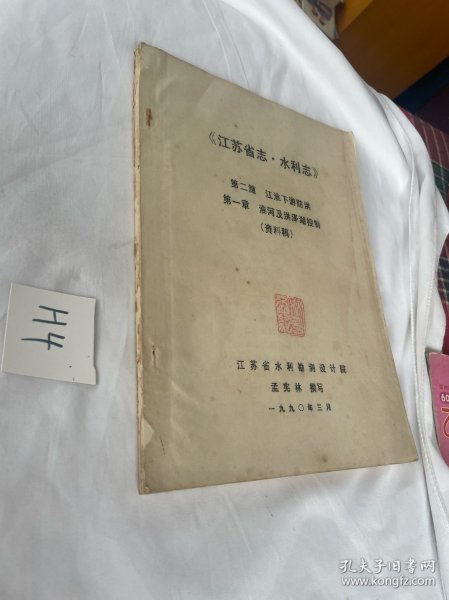 《江苏省志·水利志》
第二篇 江淮下游防洪
第一章 淮河及洪泽湖控制
(资料稿)
江苏省水利勘测设计院
孟宪林 撰写
一九九〇年三月
H4
60
孔夫子旧书网
www.kongfz.com